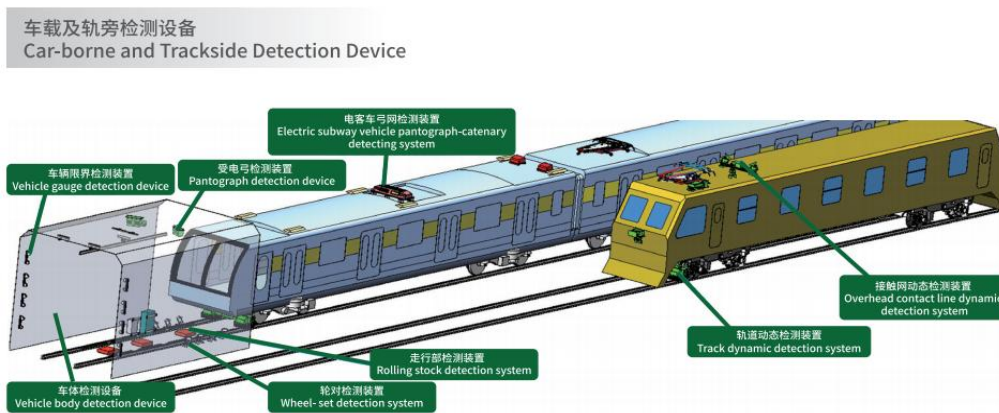 车载及轨旁检测设备
Car-borne and Trackside Detection Device
电客车弓网检测装置
Electric subway vehicle pantograph-catenary
detecting system
车辆限界检测装置
Vehicle gauge detection device
受电弓检测装置
Pantograph detection device
接触网动态检测装置
Overhead contact line dynamic
detection system
轨道动态检测装置
Track dynamic detection system
走行部检测装置
Rolling stock detection system
车体检测设备
Vehicle body detection device
轮对检测装置
Wheel- set detection system